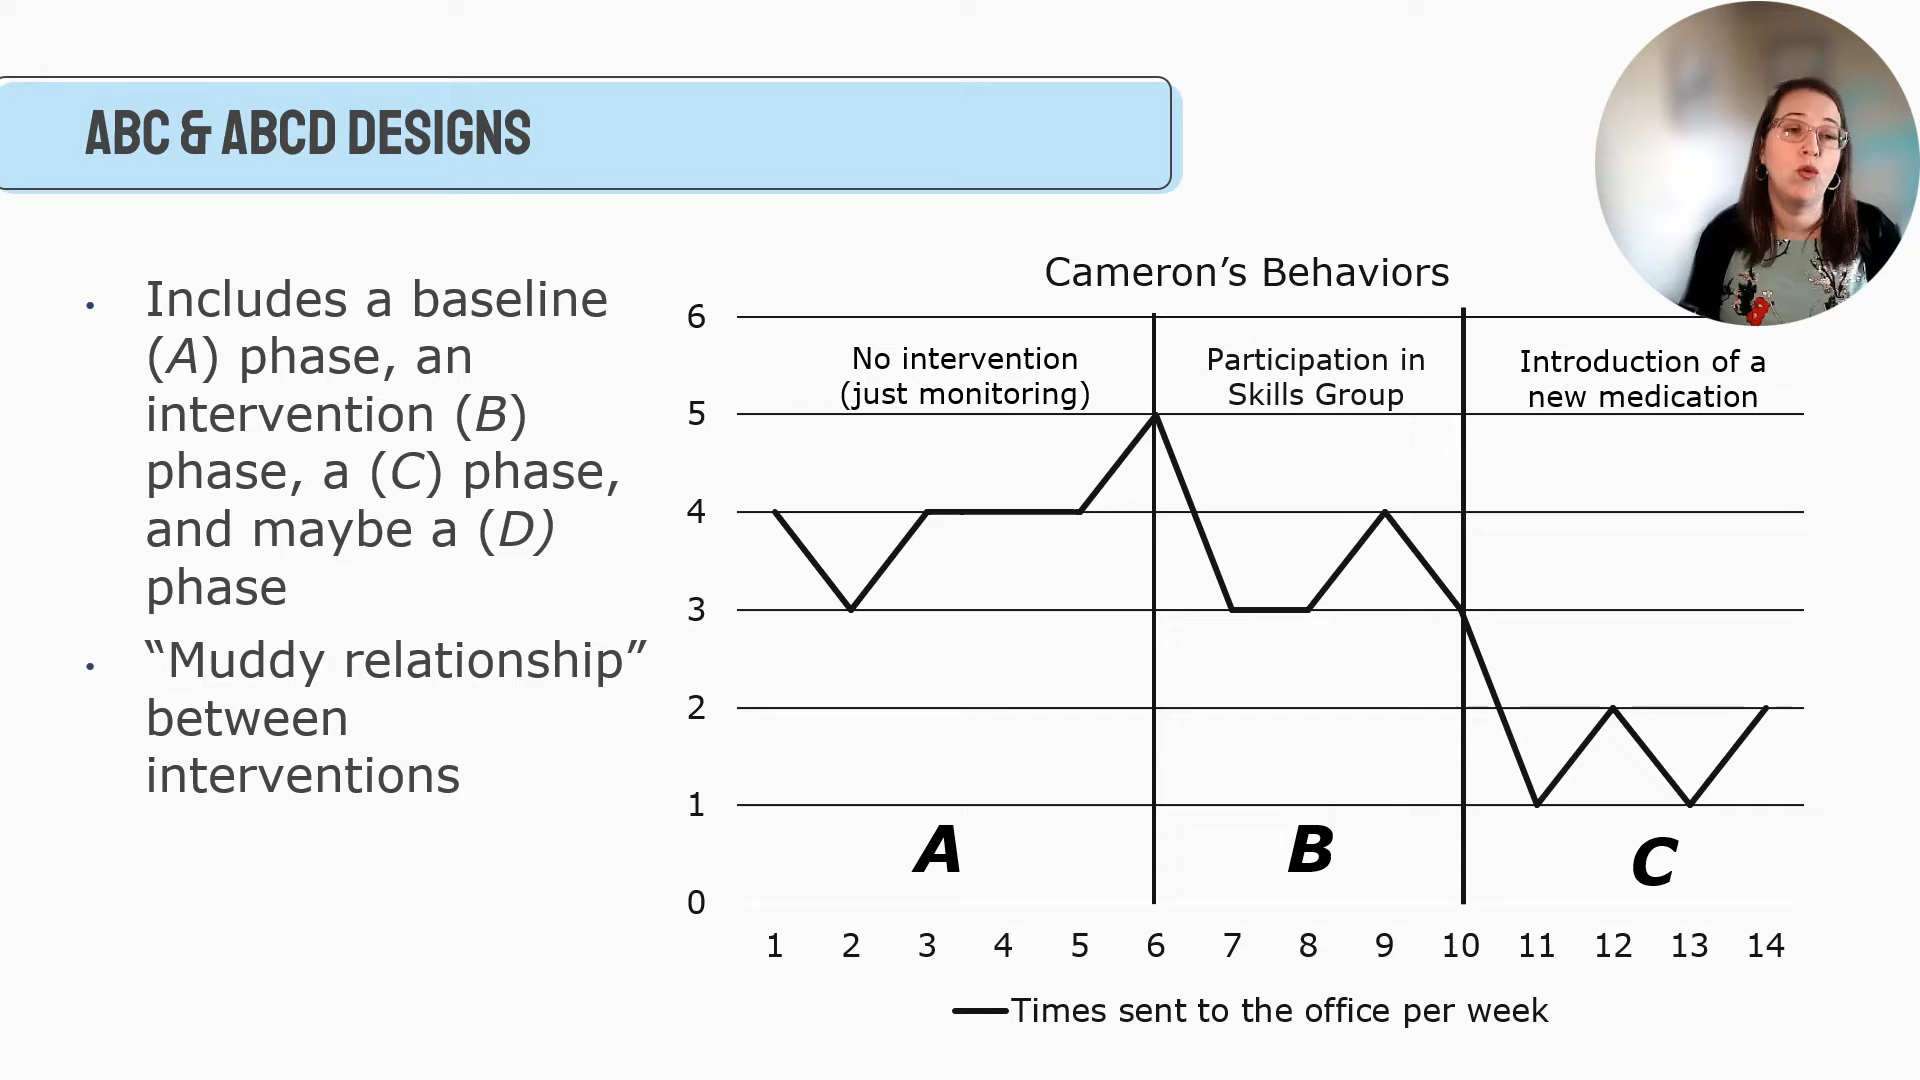 ABC & ABCD DESIGNS
• Includes a baseline
(A) phase, an
intervention (B)
phase, a (C) phase,
and maybe a (D)
phase
• “Muddy relationship”
between
interventions
Cameron’s Behaviors
6
5
4
3
2
1
0
No intervention
(just monitoring)
Participation in
Skills Group
Introduction of a
new medication
A
B
C
1 2 3 4 5 6 7 8 9 10 11 12 13 14
Times sent to the office per week